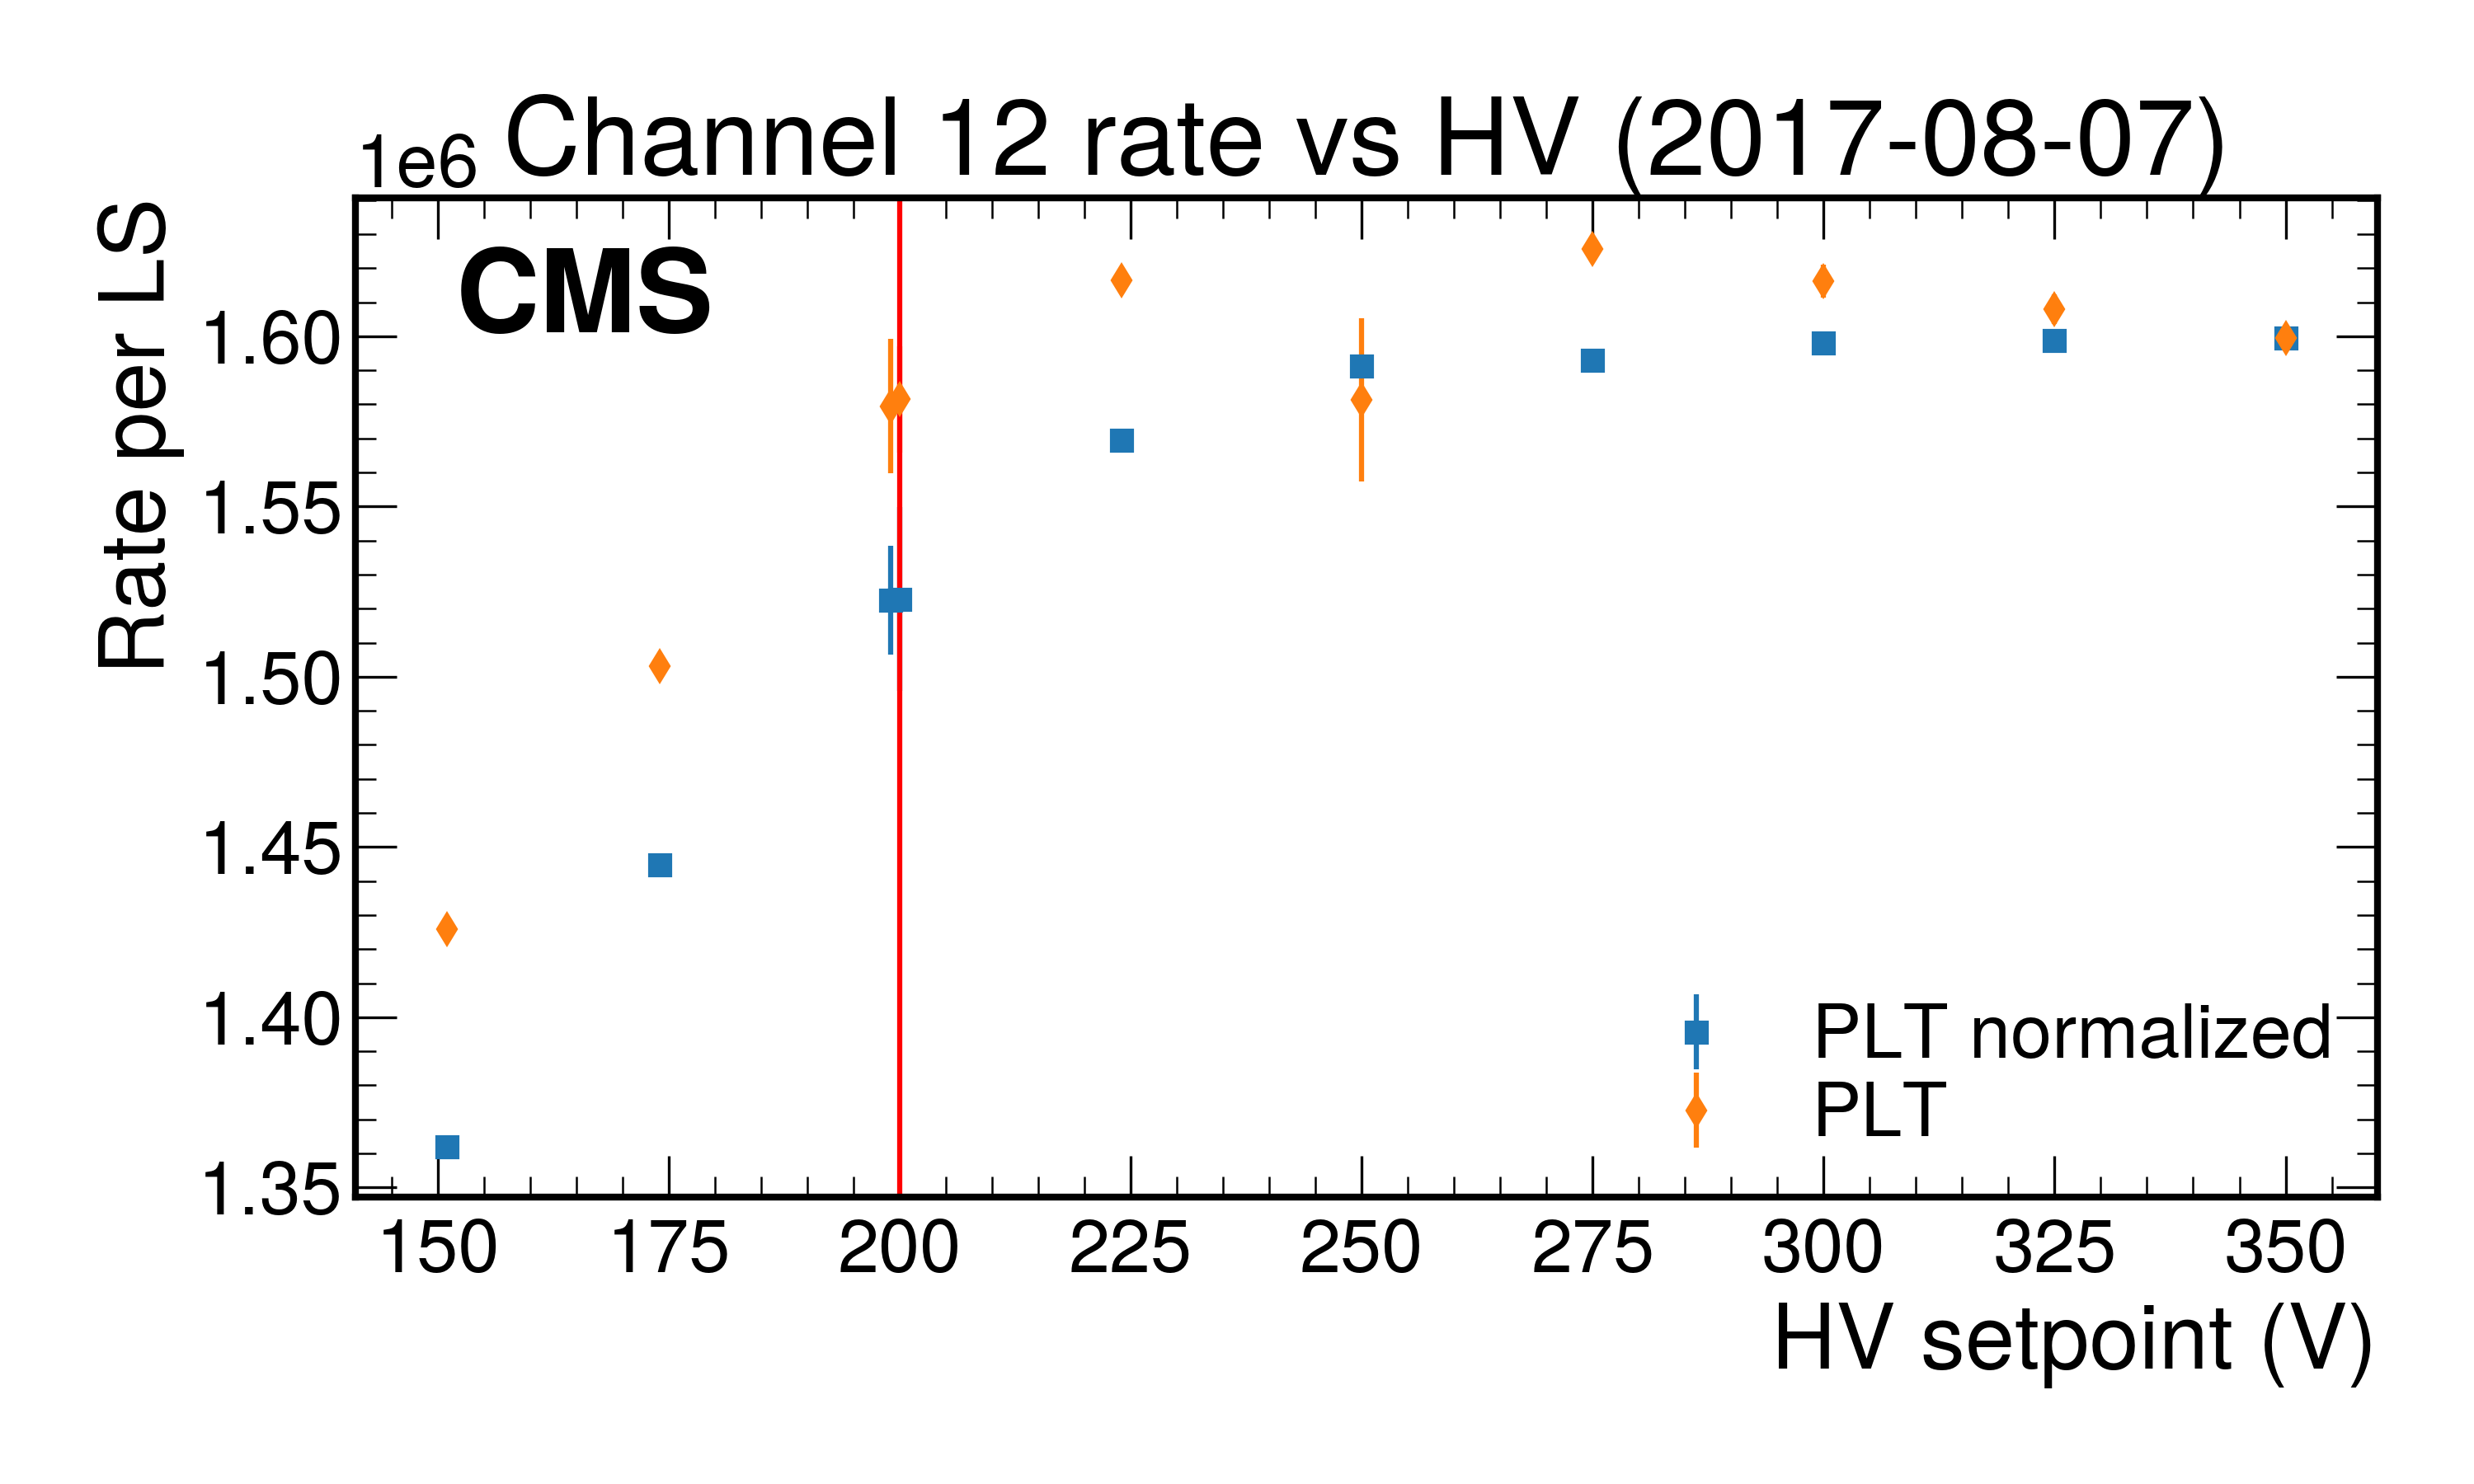 Channel 12 rate vs HV (2017-08-07)
1e6
CMS
Rate per LS
1.60
1.55
1.50
1.45
1.40
1.35
PLT normalized
PLT
150 175 200 225 250 275 300 325 350
HV setpoint (V)